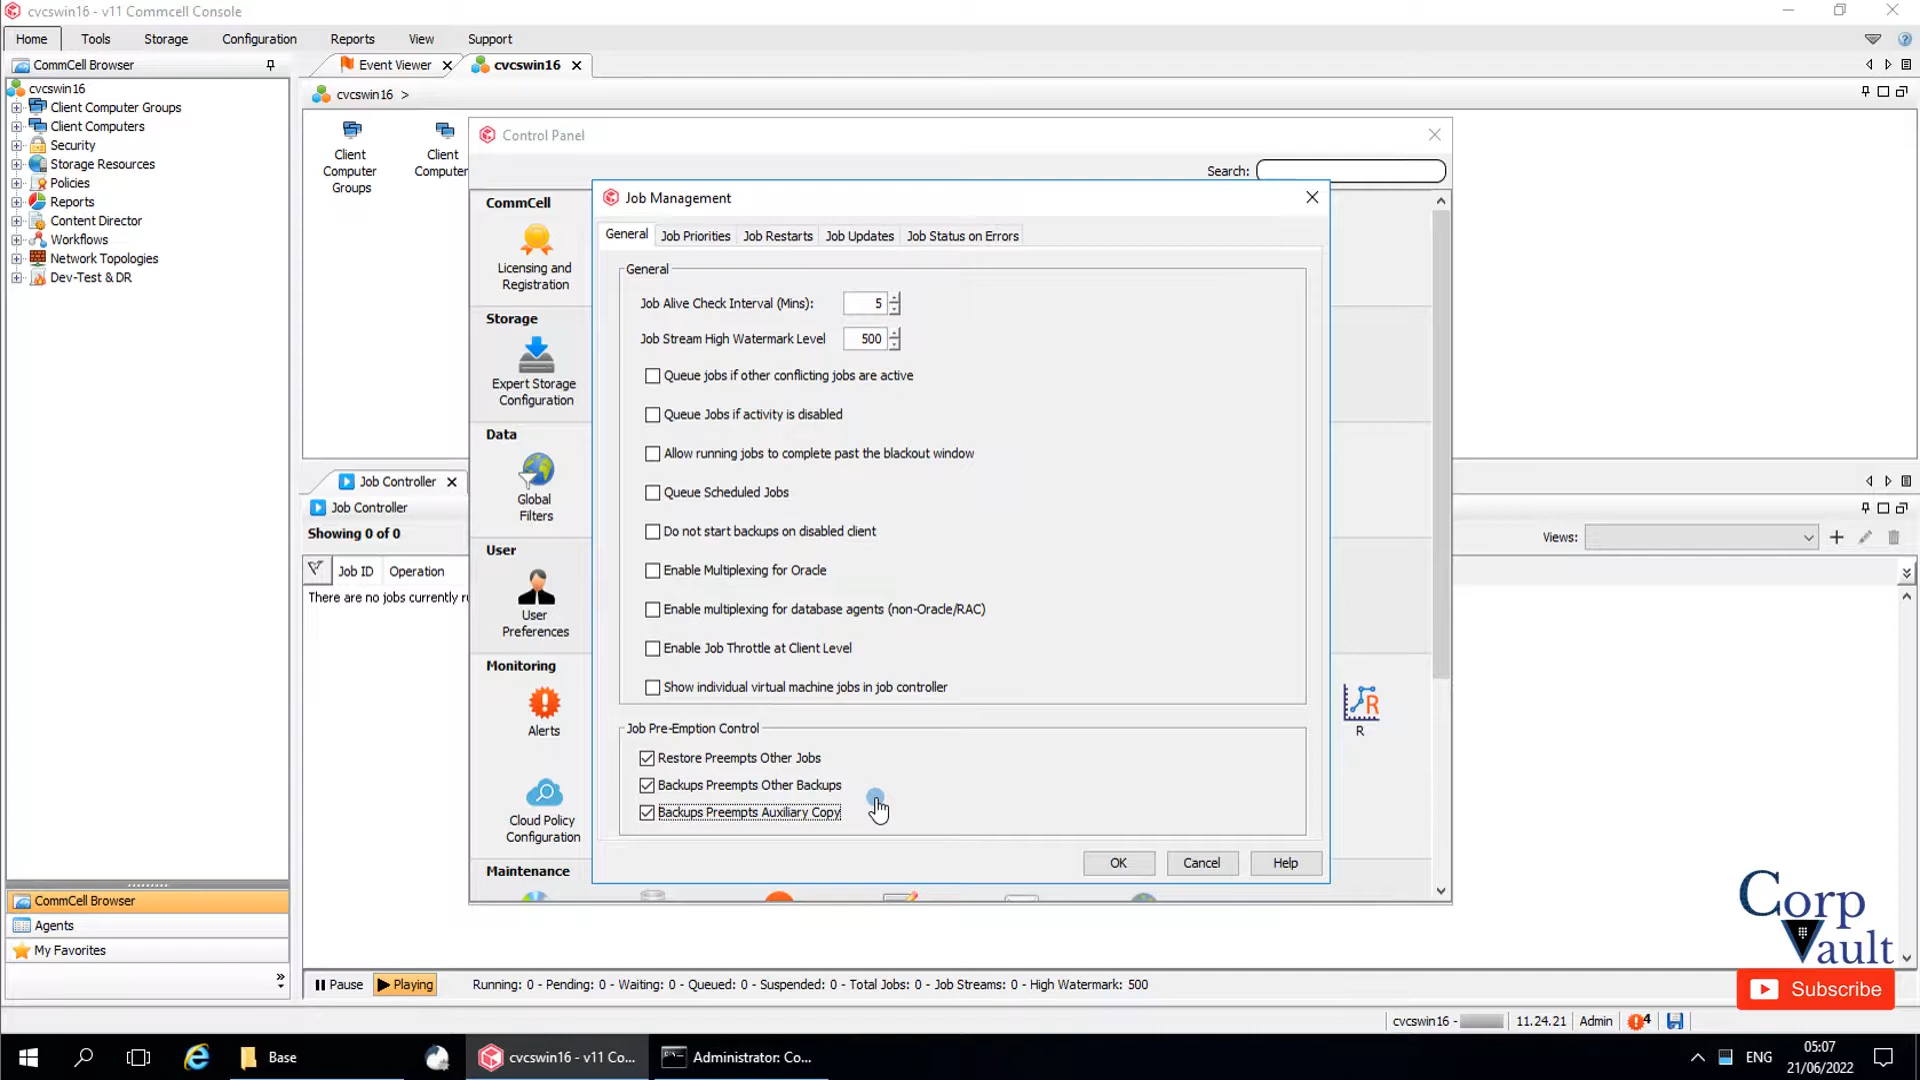 cvcswin16 - v11 Commcell Console
Home Tools Storage Configuration Reports View Support
CommCell Browser
Event Viewer
cvcswin16
cvcswin16
Client Computer Groups
Client Computers
Security
Storage Resources
Policies
Reports
Content Director
Workflows
Network Topologies
Dev-Test & DR
cvcswin16 >
Client Computer Groups
Client Computer
Control Panel
Search:
CommCell
Licensing and Registration
Storage
Expert Storage Configuration
Data
Global Filters
User
User Preferences
Monitoring
Alerts
R
Cloud Policy Configuration
Maintenance
Job Management
General Job Priorities Job Restarts Job Updates Job Status on Errors
General
Job Alive Check Interval (Mins): 5
Job Stream High Watermark Level 500
Queue jobs if other conflicting jobs are active
Queue Jobs if activity is disabled
Allow running jobs to complete past the blackout window
Queue Scheduled Jobs
Do not start backups on disabled client
Enable Multiplexing for Oracle
Enable multiplexing for database agents (non-Oracle/RAC)
Enable Job Throttle at Client Level
Show individual virtual machine jobs in job controller
Job Pre-Emption Control
Restore Preempts Other Jobs
Backups Preempts Other Backups
Backups Preempts Auxiliary Copy
OK Cancel Help
Job Controller
Job Controller
Showing 0 of 0
Views:
Job ID Operation
There are no jobs currently r
CommCell Browser
Agents
My Favorites
Pause Playing
Running: 0 - Pending: 0 - Waiting: 0 - Queued: 0 - Suspended: 0 - Total Jobs: 0 - Job Streams: 0 - High Watermark: 500
Corp Vault
Subscribe
cvcswin16 - 11.24.21 Admin 4
Base
cvcswin16 - v11 Co...
Administrator: Co...
ENG
05:07
21/06/2022